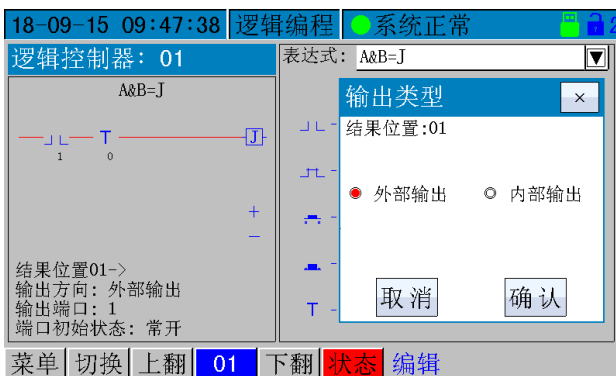 18-09-15 09:47:38 逻辑编程 系统正常 2
逻辑控制器: 01
表达式: A&B=J
A&B=J
J
1 0
+
−
结果位置01->
输出方向: 外部输出
输出端口: 1
端口初始状态: 常开
T
输出类型 ×
结果位置:01
外部输出 内部输出
取消 确认
菜单 切换 上翻 01 下翻 状态 编辑